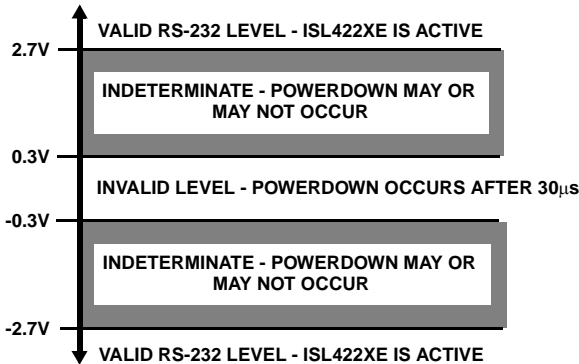 VALID RS-232 LEVEL - ISL422XE IS ACTIVE
2.7V
INDETERMINATE - POWERDOWN MAY OR
MAY NOT OCCUR
0.3V
INVALID LEVEL - POWERDOWN OCCURS AFTER 30μs
-0.3V
INDETERMINATE - POWERDOWN MAY OR
MAY NOT OCCUR
-2.7V
VALID RS-232 LEVEL - ISL422XE IS ACTIVE